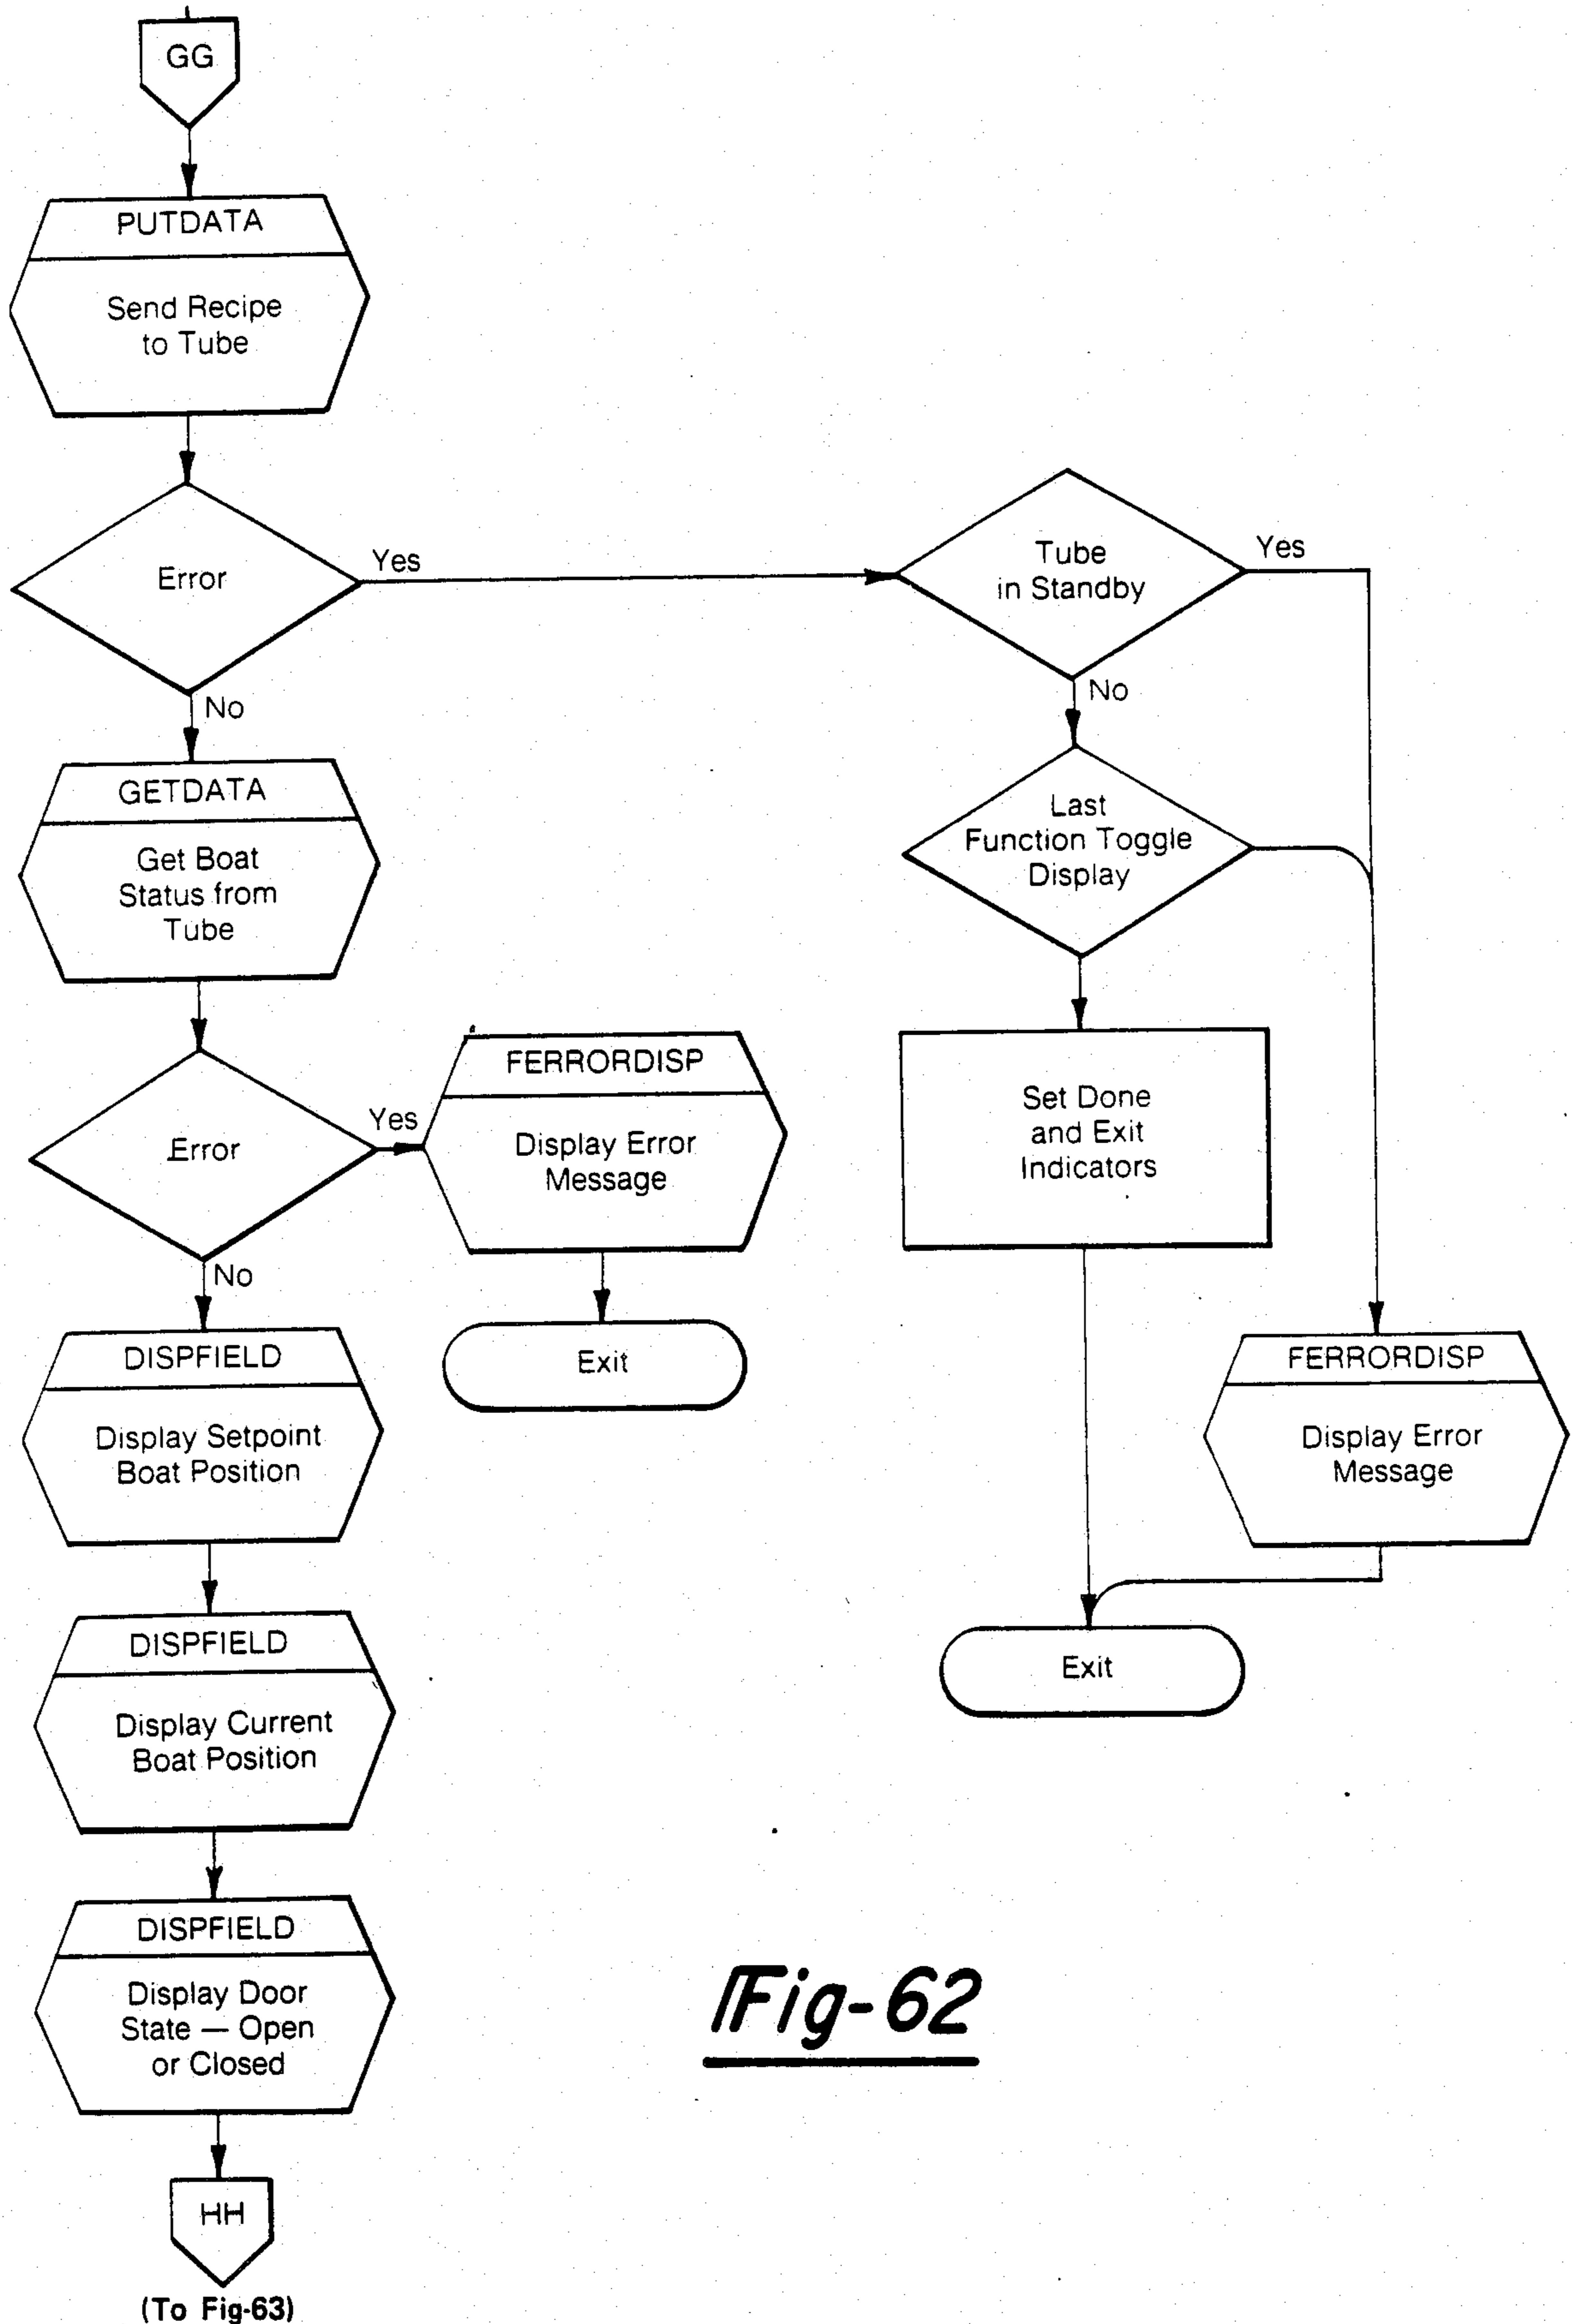 GG
PUTDATA
Send Recipe
to Tube
Error
Yes
No
Tube
in Standby
Yes
No
Last
Function Toggle
Display
GETDATA
Get Boat
Status from
Tube
Error
Yes
No
FERRORDISP
Display Error
Message
Exit
Set Done
and Exit
Indicators
DISPFIELD
Display Setpoint
Boat Position
FERRORDISP
Display Error
Message
Exit
DISPFIELD
Display Current
Boat Position
DISPFIELD
Display Door
State — Open
or Closed
HH
(To Fig-63)
Fig-62